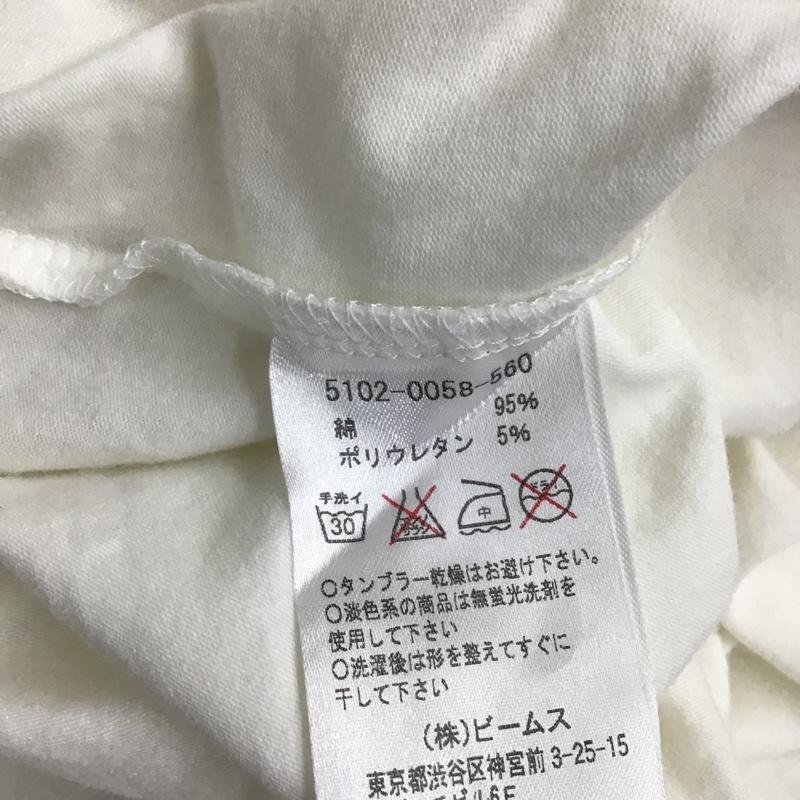 5102-0058-560
綿 95%
ポリウレタン 5%
手洗イ
30
中
ドライ
○タンブラー乾燥はお避け下さい。
○淡色系の商品は無蛍光洗剤を
使用して下さい
○洗濯後は形を整えてすぐに
干して下さい
(株)ビームス
東京都渋谷区神宮前 3-25-15